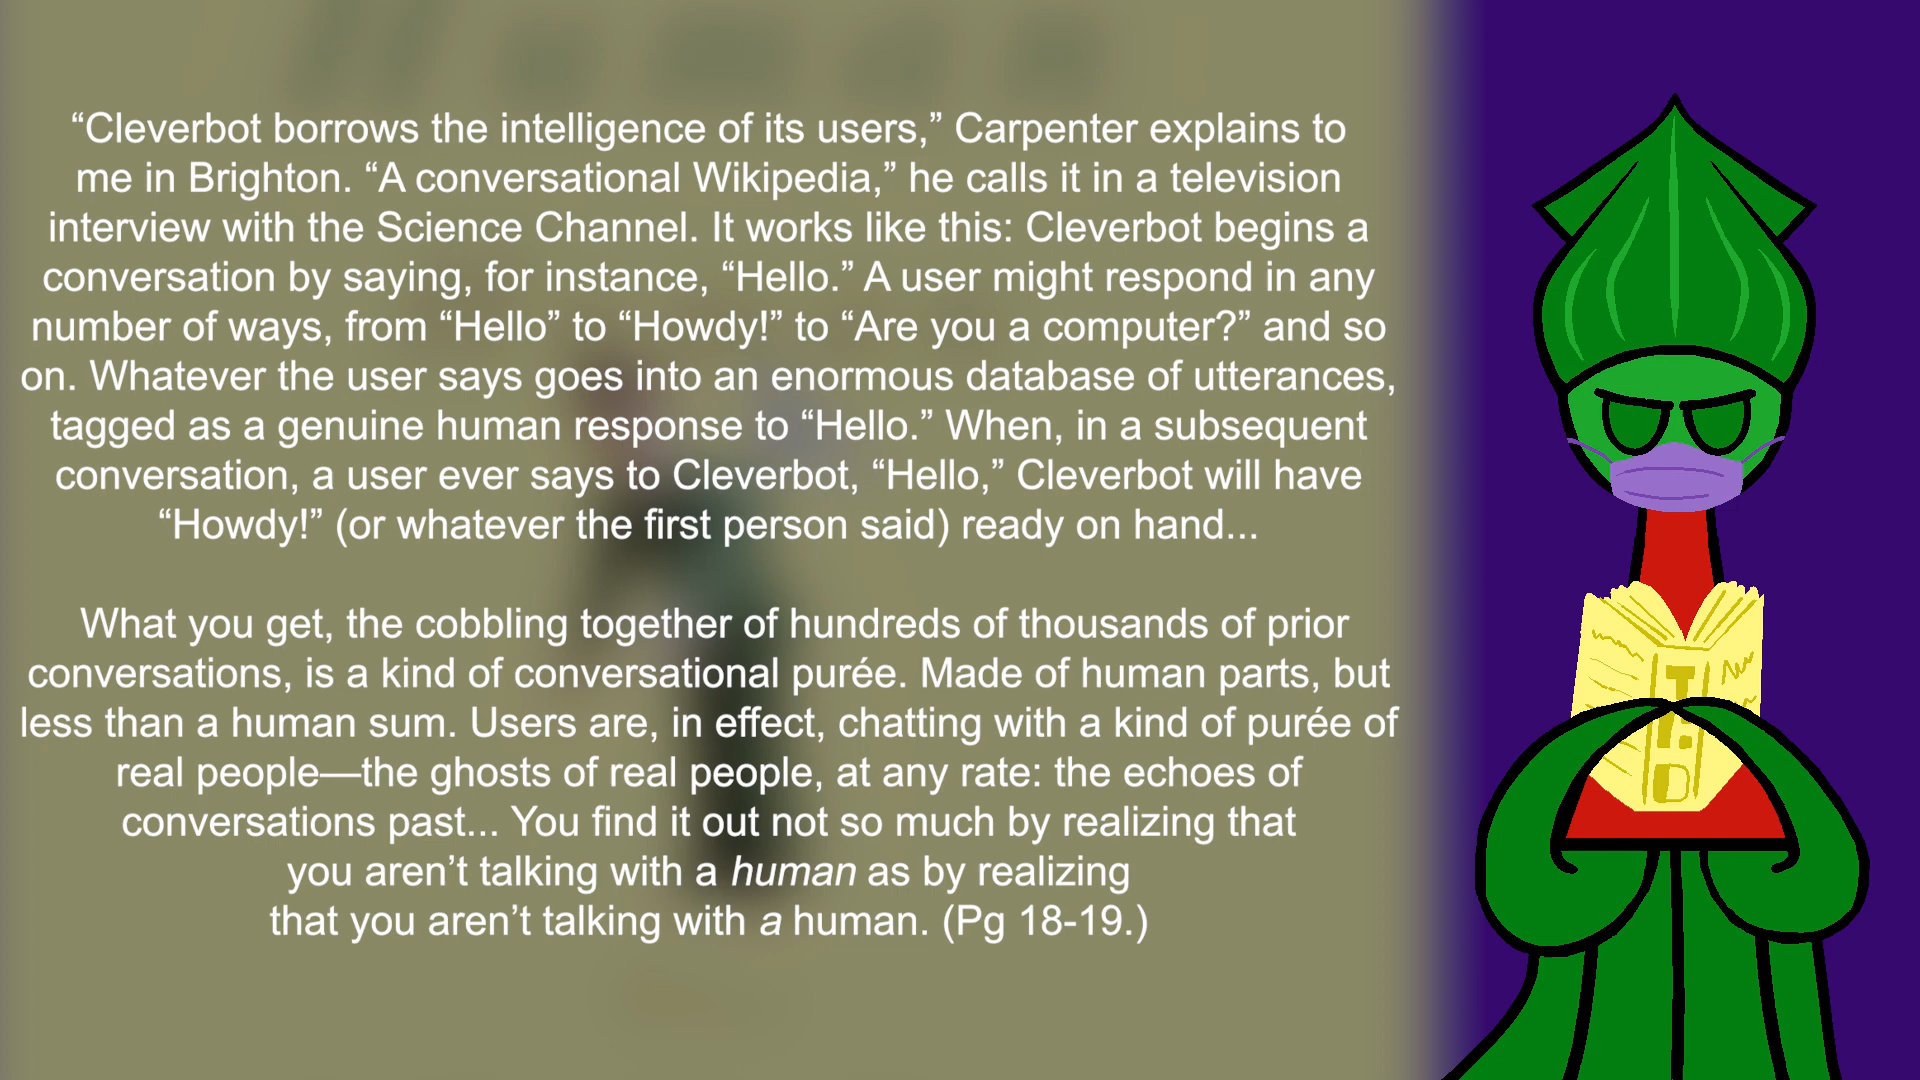 “Cleverbot borrows the intelligence of its users,” Carpenter explains to
me in Brighton. “A conversational Wikipedia,” he calls it in a television
interview with the Science Channel. It works like this: Cleverbot begins a
conversation by saying, for instance, “Hello.” A user might respond in any
number of ways, from “Hello” to “Howdy!” to “Are you a computer?” and so
on. Whatever the user says goes into an enormous database of utterances,
tagged as a genuine human response to “Hello.” When, in a subsequent
conversation, a user ever says to Cleverbot, “Hello,” Cleverbot will have
“Howdy!” (or whatever the first person said) ready on hand...
What you get, the cobbling together of hundreds of thousands of prior
conversations, is a kind of conversational purée. Made of human parts, but
less than a human sum. Users are, in effect, chatting with a kind of purée of
real people—the ghosts of real people, at any rate: the echoes of
conversations past... You find it out not so much by realizing that
you aren’t talking with a human as by realizing
that you aren’t talking with a human. (Pg 18-19.)